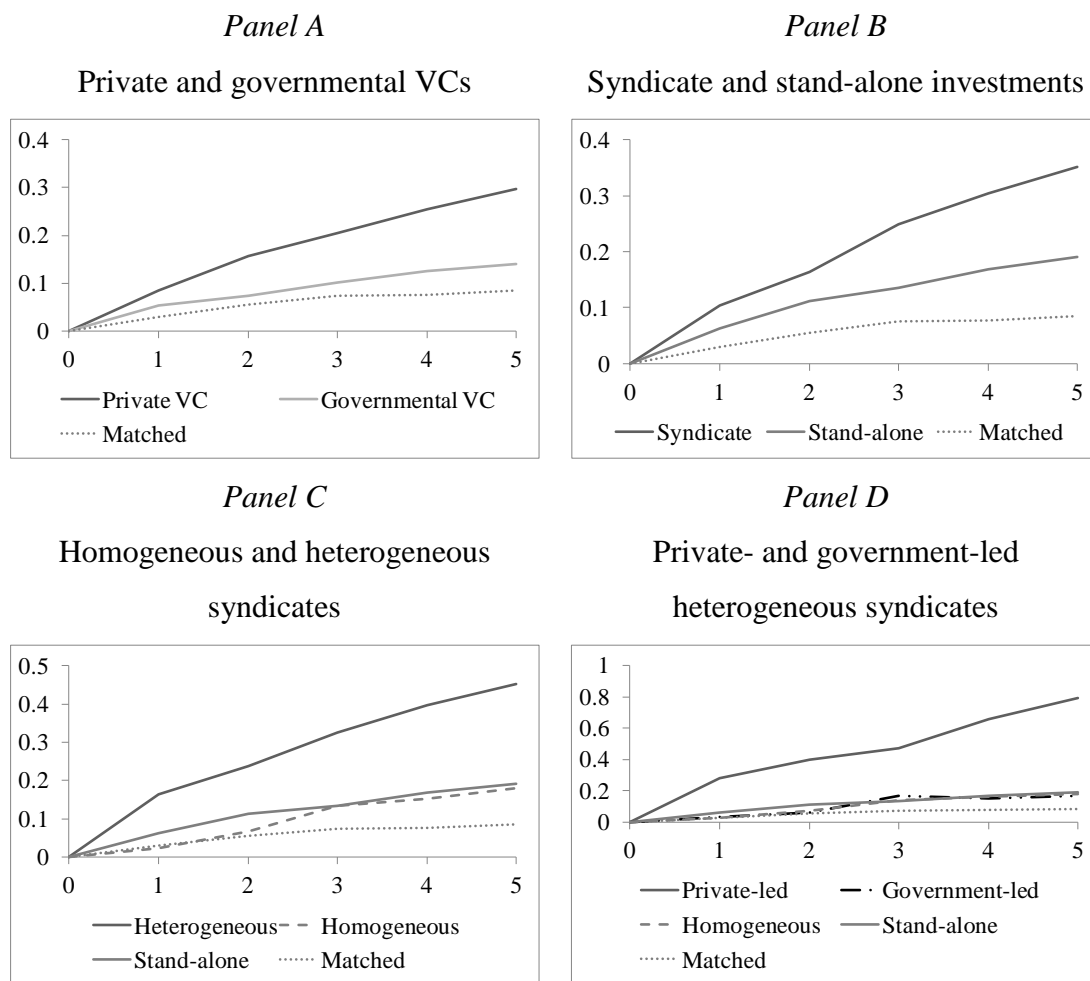 Panel A
Private and governmental VCs
0.4
0.3
0.2
0.1
0
0 1 2 3 4 5
Private VC Governmental VC
Matched
Panel B
Syndicate and stand-alone investments
0.4
0.3
0.2
0.1
0
0 1 2 3 4 5
Syndicate Stand-alone Matched
Panel C
Homogeneous and heterogeneous
syndicates
0.5
0.4
0.3
0.2
0.1
0
0 1 2 3 4 5
Heterogeneous Homogeneous
Stand-alone Matched
Panel D
Private- and government-led
heterogeneous syndicates
1
0.8
0.6
0.4
0.2
0
0 1 2 3 4 5
Private-led Government-led
Homogeneous Stand-alone
Matched